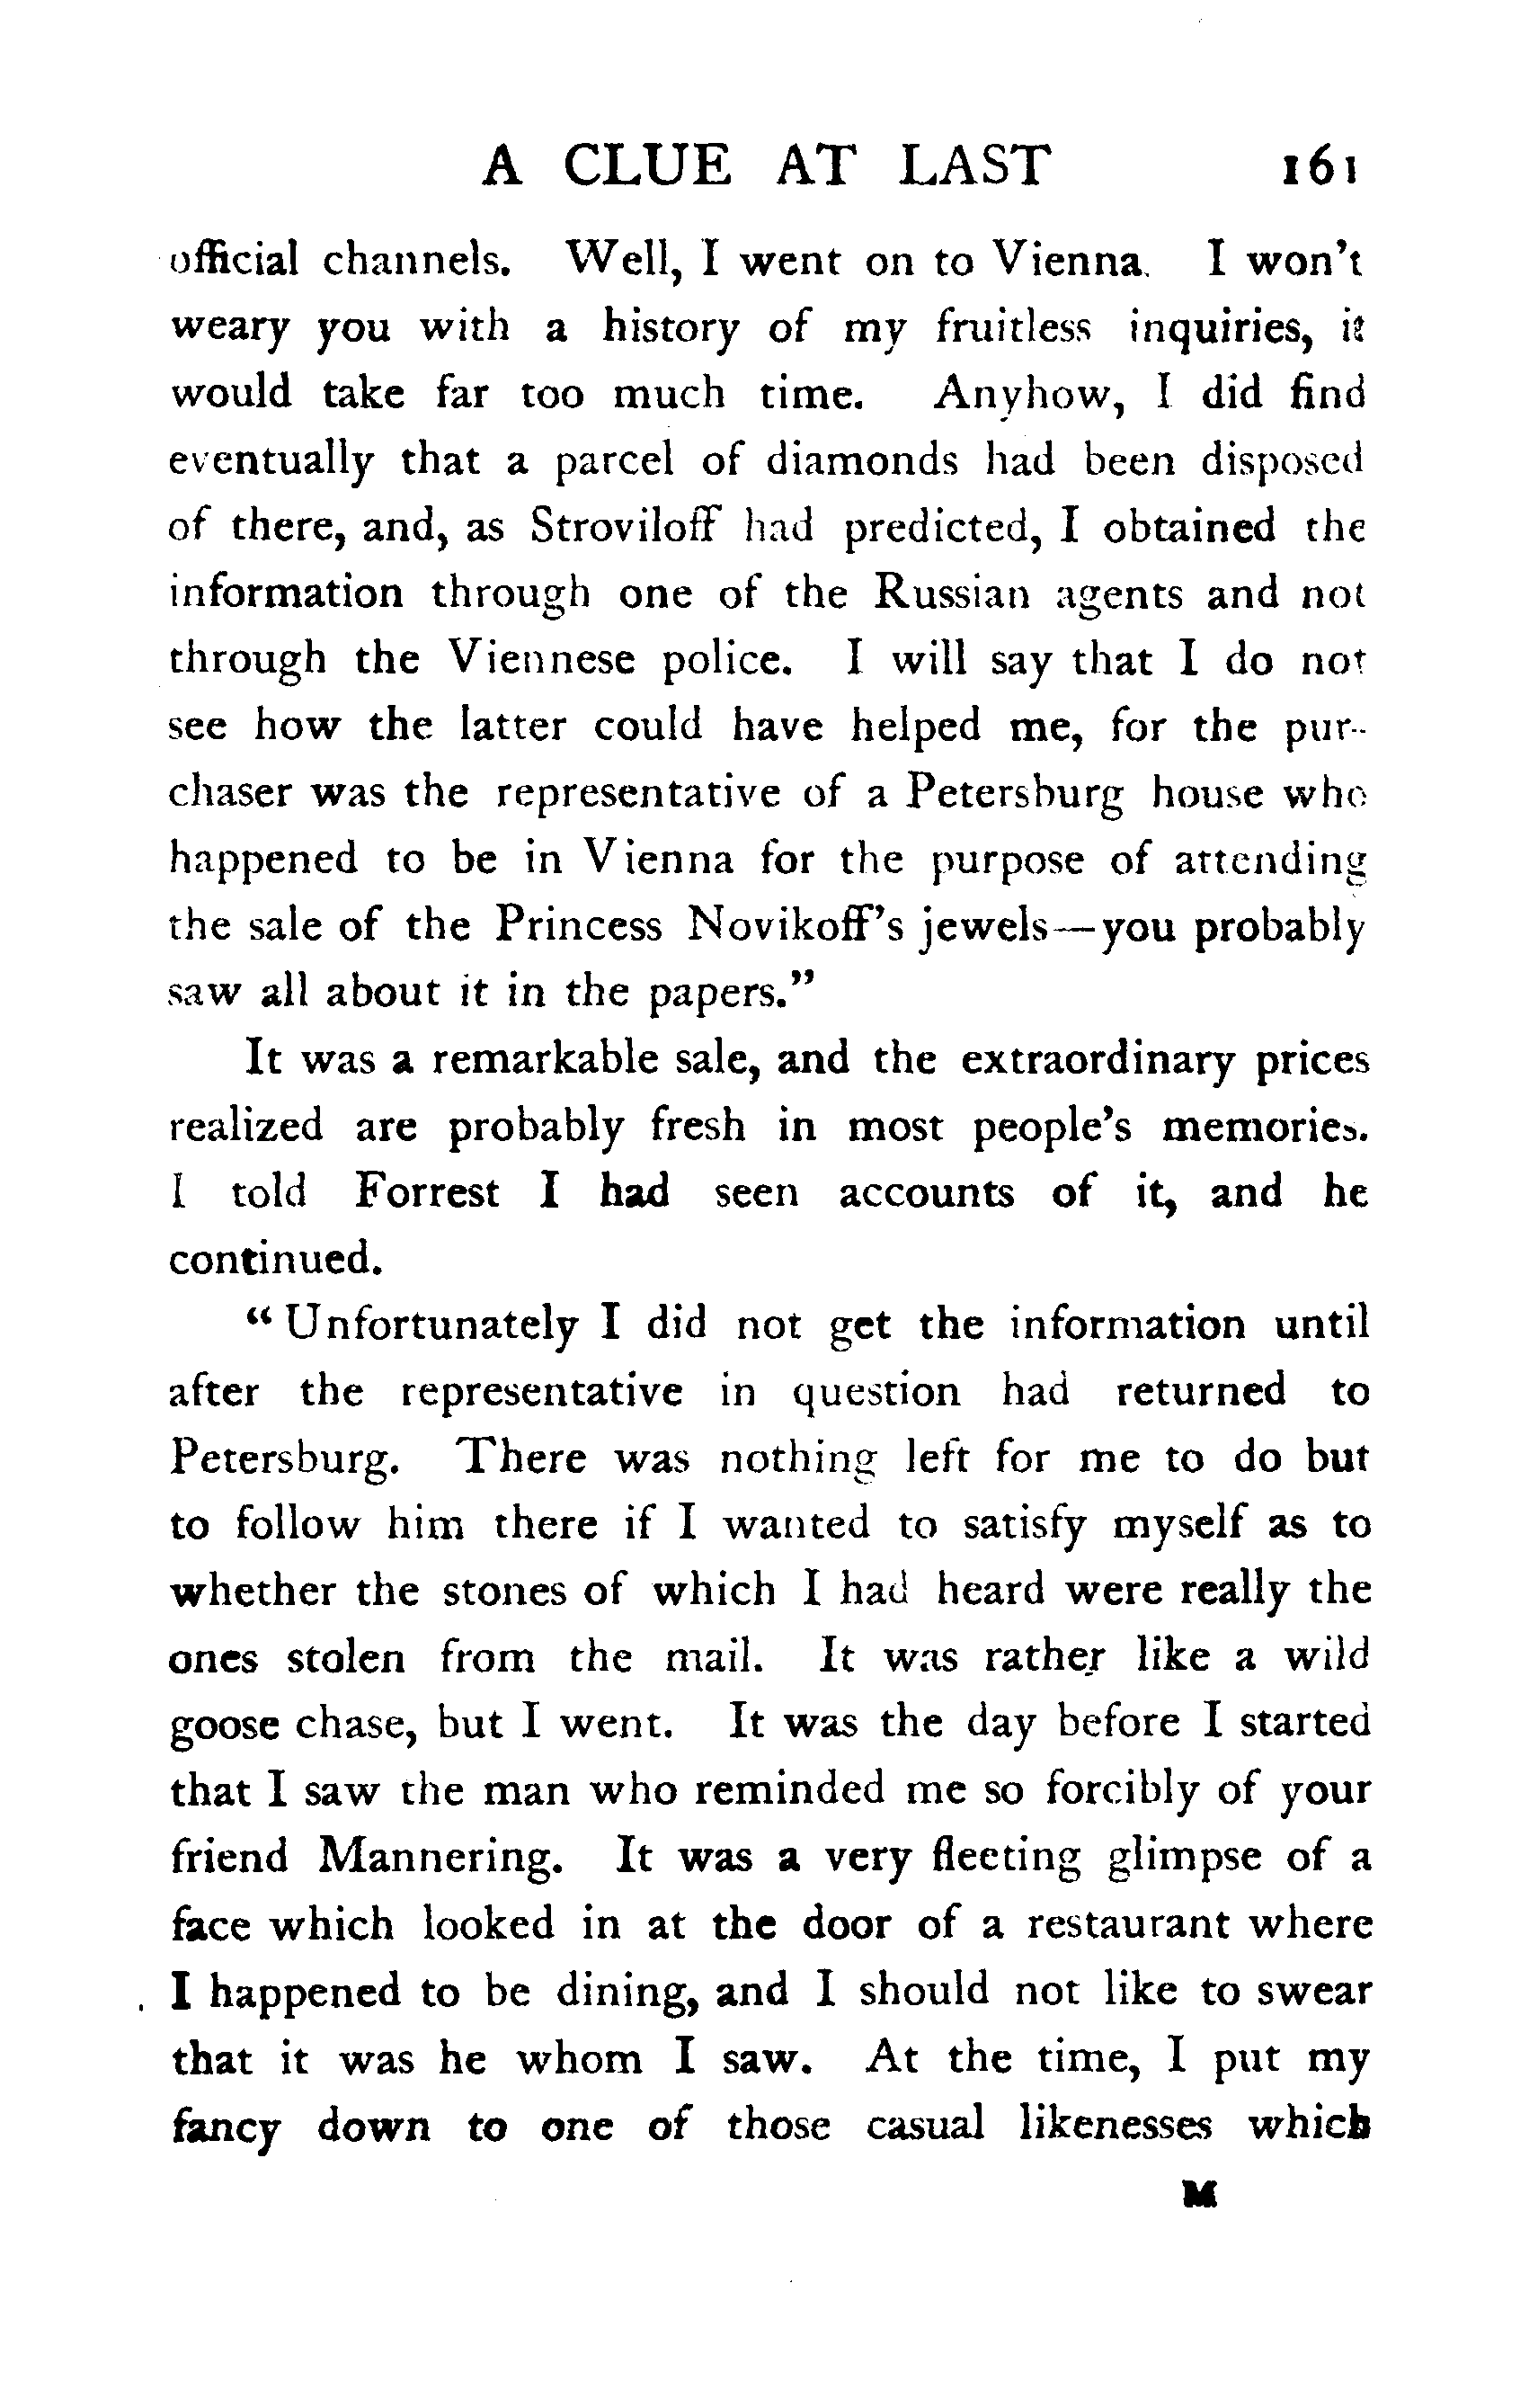 A CLUE AT LAST 161
official channels. Well, I went on to Vienna. I won't
weary you with a history of my fruitless inquiries, it
would take far too much time. Anyhow, I did find
eventually that a parcel of diamonds had been disposed
of there, and, as Stroviloff had predicted, I obtained the
information through one of the Russian agents and not
through the Viennese police. I will say that I do not
see how the latter could have helped me, for the pur-
chaser was the representative of a Petersburg house who
happened to be in Vienna for the purpose of attending
the sale of the Princess Novikoff's jewels—you probably
saw all about it in the papers."
It was a remarkable sale, and the extraordinary prices
realized are probably fresh in most people's memories.
I told Forrest I had seen accounts of it, and he
continued.
"Unfortunately I did not get the information until
after the representative in question had returned to
Petersburg. There was nothing left for me to do but
to follow him there if I wanted to satisfy myself as to
whether the stones of which I had heard were really the
ones stolen from the mail. It was rather like a wild
goose chase, but I went. It was the day before I started
that I saw the man who reminded me so forcibly of your
friend Mannering. It was a very fleeting glimpse of a
face which looked in at the door of a restaurant where
I happened to be dining, and I should not like to swear
that it was he whom I saw. At the time, I put my
fancy down to one of those casual likenesses which
M